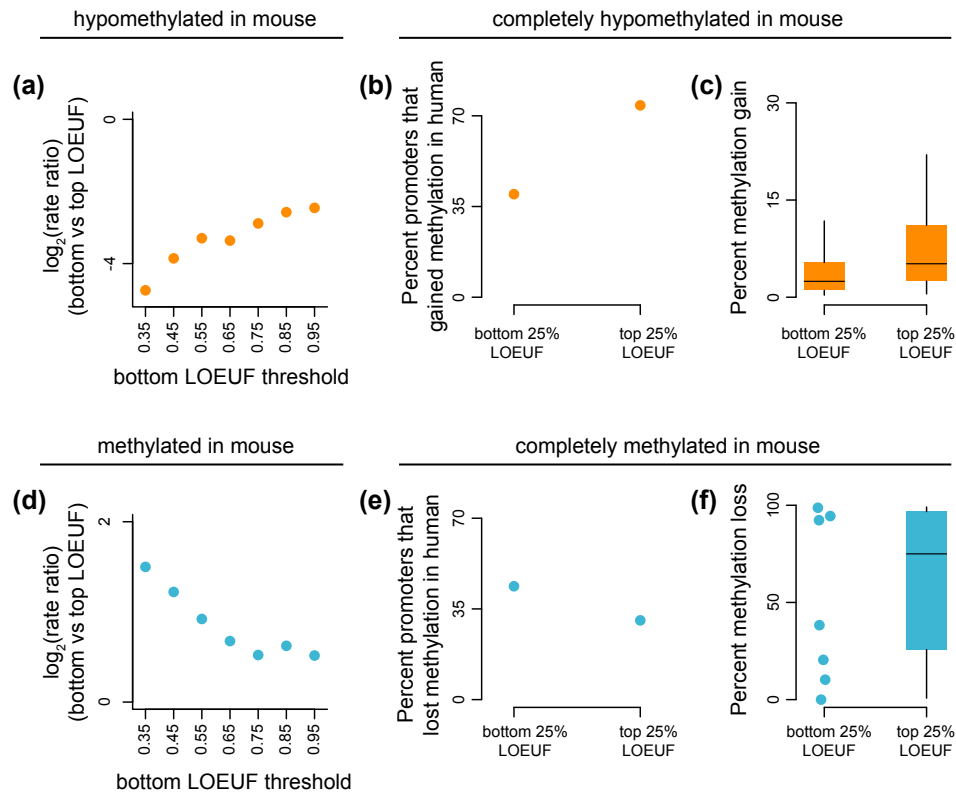 hypomethylated in mouse
completely hypomethylated in mouse
(a)
log2(rate ratio)
(bottom vs top LOEUF)
0
-4
0.35
0.45
0.55
0.65
0.75
0.85
0.95
bottom LOEUF threshold
(b)
Percent promoters that
gained methylation in human
70
35
0
bottom 25%
LOEUF
top 25%
LOEUF
(c)
Percent methylation gain
30
15
0
bottom 25%
LOEUF
top 25%
LOEUF
methylated in mouse
completely methylated in mouse
(d)
log2(rate ratio)
(bottom vs top LOEUF)
2
0
0.35
0.45
0.55
0.65
0.75
0.85
0.95
bottom LOEUF threshold
(e)
Percent promoters that
lost methylation in human
70
35
0
bottom 25%
LOEUF
top 25%
LOEUF
(f)
Percent methylation loss
100
50
0
bottom 25%
LOEUF
top 25%
LOEUF